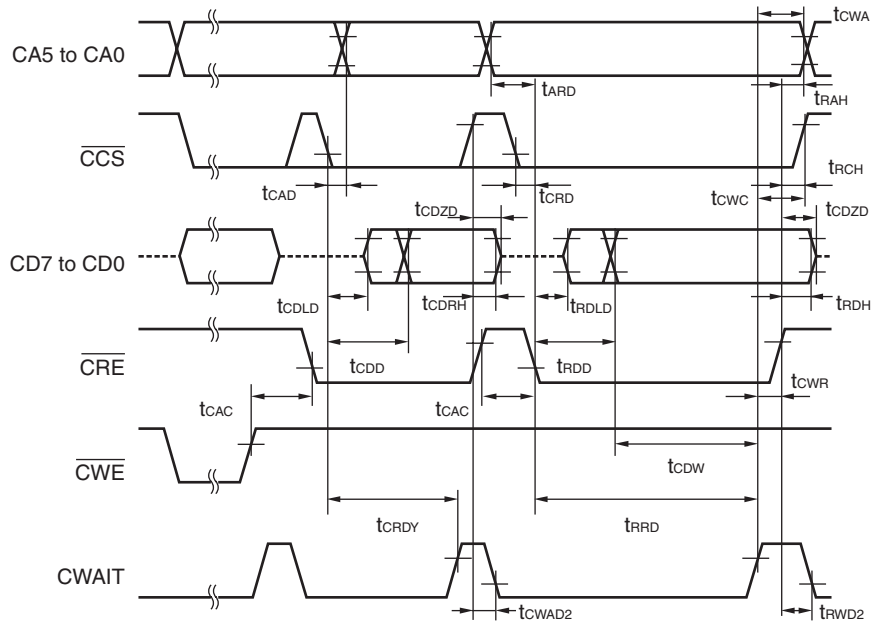 tCWA
CA5 to CA0
tARD
tRAH
CCS
tCAD
tCRD
tRCH
tCWC
tCDZD
tCDZD
CD7 to CD0
tCDLD
tCDRH
tRDLD
tRDH
CRE
tCDD
tRDD
tCWR
tCAC
tCAC
CWE
tCDW
tCRDY
tRRD
CWAIT
tCWAD2
tRWD2